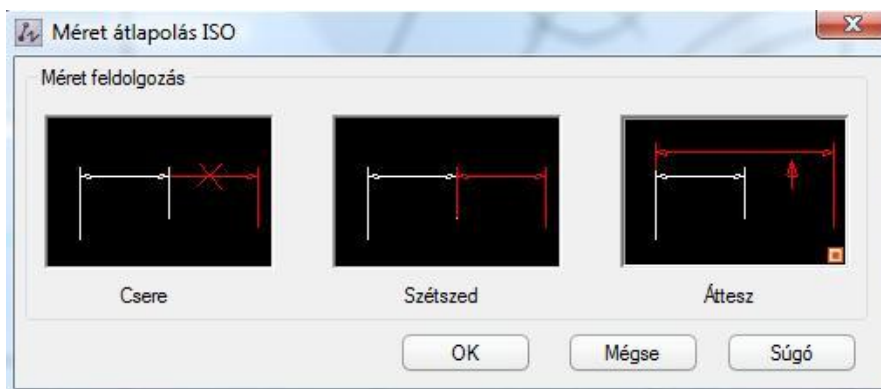 Méret átlapolás ISO
Méret feldolgozás
Csere
Szétszed
Áttesz
OK
Mégse
Súgó